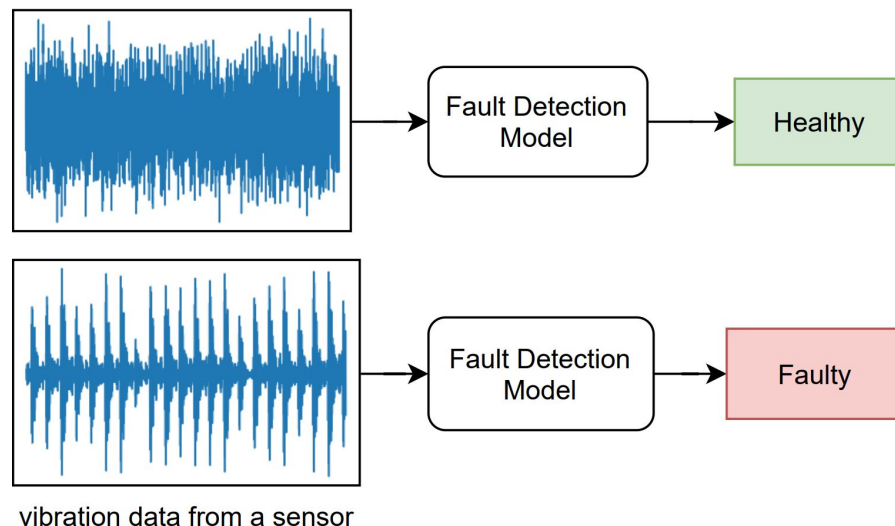 Fault Detection
Model
Healthy
Fault Detection
Model
Faulty
vibration data from a sensor